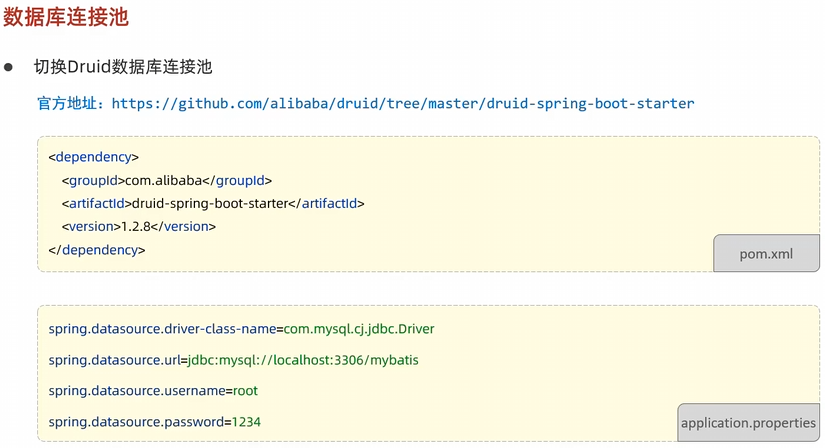 数据库连接池
● 切换Druid数据库连接池
官方地址：https://github.com/alibaba/druid/tree/master/druid-spring-boot-starter
<dependency>
<groupId>com.alibaba</groupId>
<artifactId>druid-spring-boot-starter</artifactId>
<version>1.2.8</version>
</dependency>
pom.xml
spring.datasource.driver-class-name=com.mysql.cj.jdbc.Driver
spring.datasource.url=jdbc:mysql://localhost:3306/mybatis
spring.datasource.username=root
spring.datasource.password=1234
application.properties